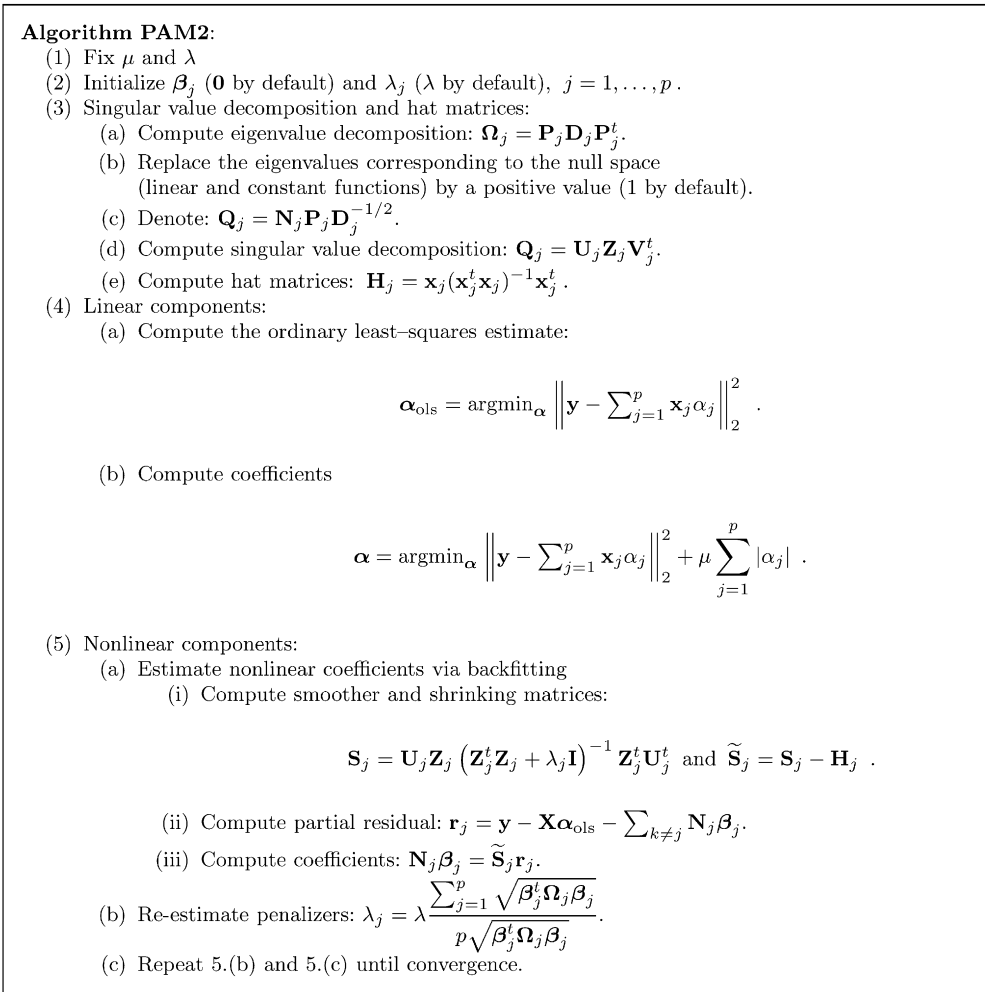 Algorithm PAM2:
(1) Fix μ and λ
(2) Initialize β_j (0 by default) and λ_j (λ by default), j = 1, . . . , p .
(3) Singular value decomposition and hat matrices:
(a) Compute eigenvalue decomposition: Ω_j = P_j D_j P_j^t.
(b) Replace the eigenvalues corresponding to the null space
(linear and constant functions) by a positive value (1 by default).
(c) Denote: Q_j = N_j P_j D_j^{-1/2}.
(d) Compute singular value decomposition: Q_j = U_j Z_j V_j^t.
(e) Compute hat matrices: H_j = x_j (x_j^t x_j)^{-1} x_j^t .
(4) Linear components:
(a) Compute the ordinary least–squares estimate:
α_ols = argmin_α ‖y − ∑_{j=1}^p x_j α_j‖_2^2 .
(b) Compute coefficients
α = argmin_α ‖y − ∑_{j=1}^p x_j α_j‖_2^2 + μ ∑_{j=1}^p |α_j| .
(5) Nonlinear components:
(a) Estimate nonlinear coefficients via backfitting
(i) Compute smoother and shrinking matrices:
S_j = U_j Z_j (Z_j^t Z_j + λ_j I)^{-1} Z_j^t U_j^t and S̃_j = S_j − H_j .
(ii) Compute partial residual: r_j = y − Xα_ols − ∑_{k≠j} N_j β_j.
(iii) Compute coefficients: N_j β_j = S̃_j r_j.
(b) Re-estimate penalizers: λ_j = λ \frac{∑_{j=1}^p \sqrt{β_j^t Ω_j β_j}}{p \sqrt{β_j^t Ω_j β_j}}.
(c) Repeat 5.(b) and 5.(c) until convergence.